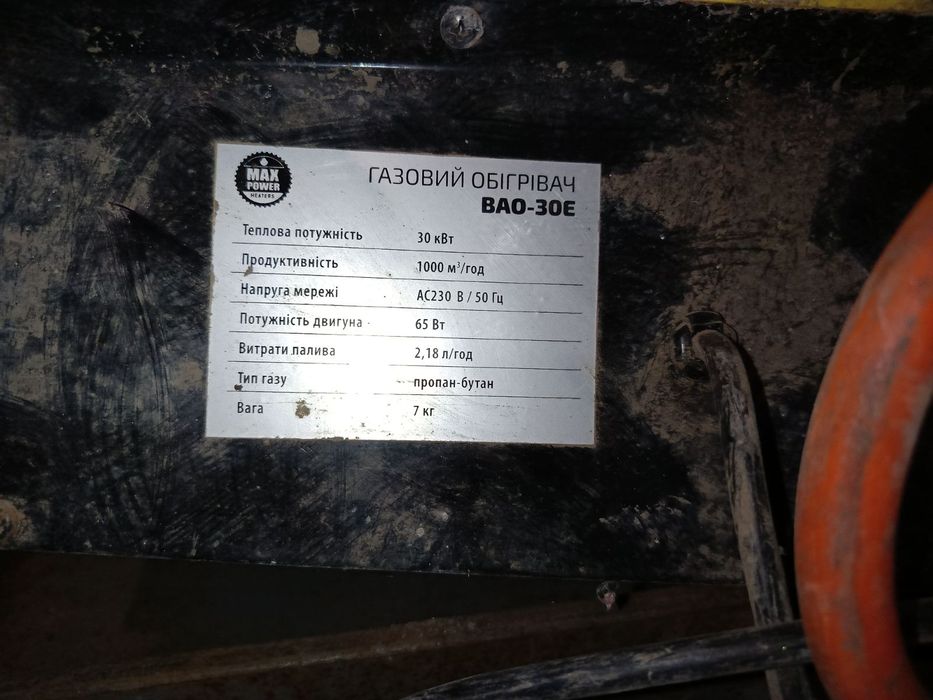 MAX
POWER
HEATERS
ГАЗОВИЙ ОБІГРІВАЧ
BAO-30E
Теплова потужність 30 кВт
Продуктивність 1000 м³/год
Напруга мережі AC230 В / 50 Гц
Потужність двигуна 65 Вт
Витрати палива 2,18 л/год
Тип газу пропан-бутан
Вага 7 кг